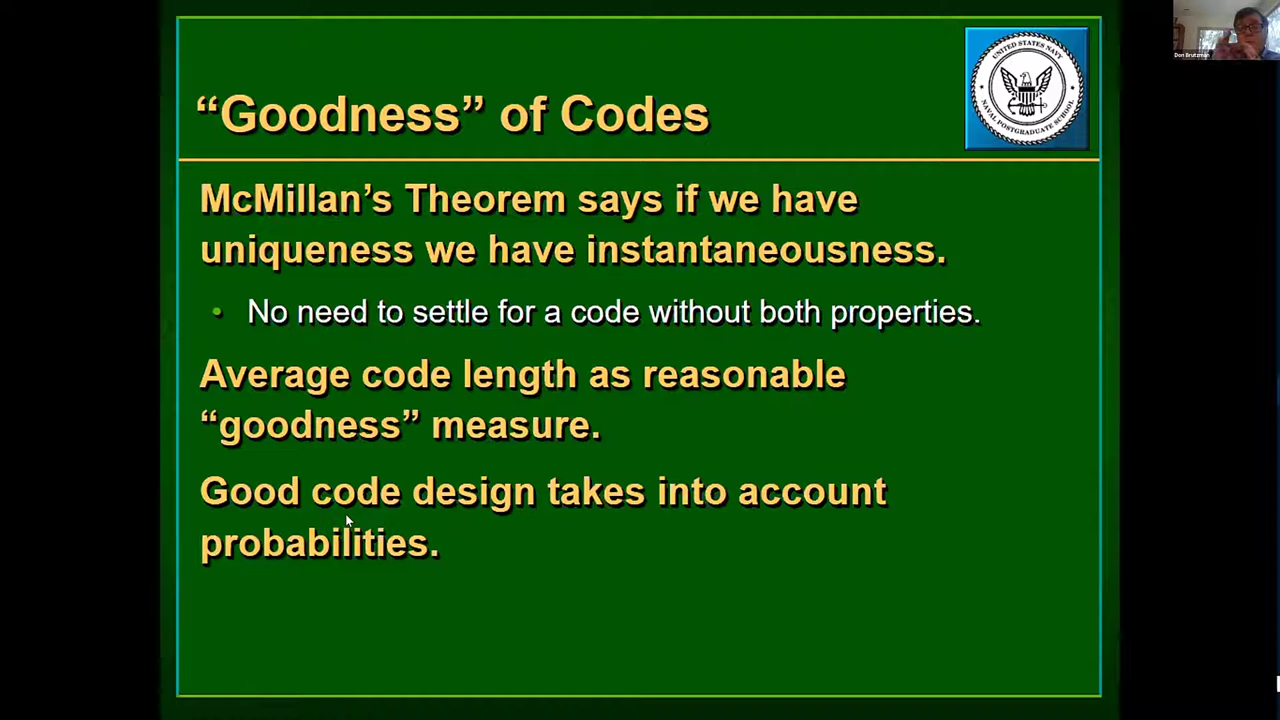 “Goodness” of Codes
UNITED STATES NAVY
NAVAL POSTGRADUATE SCHOOL
McMillan’s Theorem says if we have
uniqueness we have instantaneousness.
• No need to settle for a code without both properties.
Average code length as reasonable
“goodness” measure.
Good code design takes into account
probabilities.
Don Brutzman